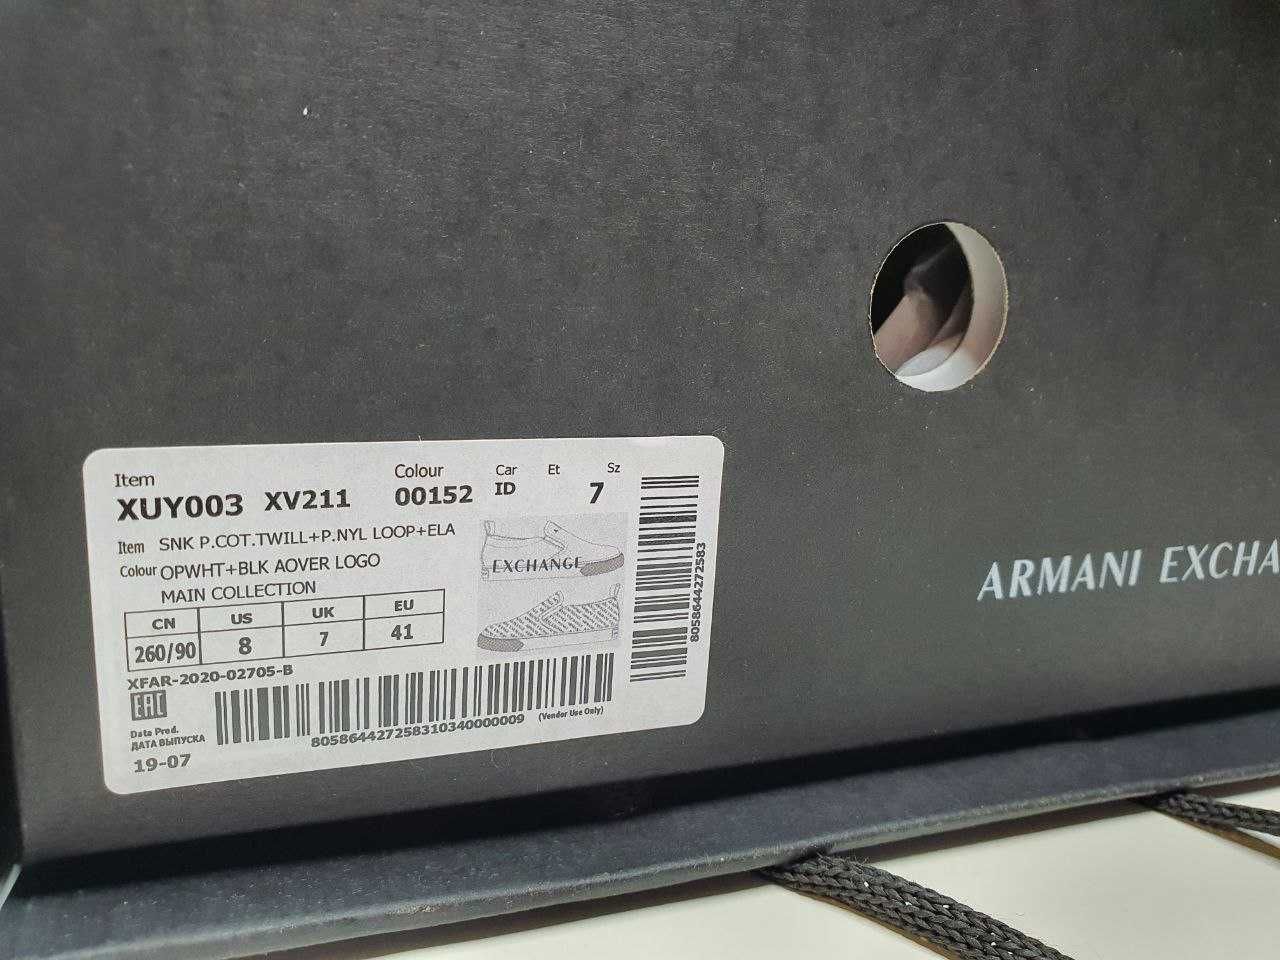 Item Colour Car Et Sz
XUY003 XV211 00152 ID 7
Item SNK P.COT.TWILL+P.NYL LOOP+ELA
Colour OPWHT+BLK AOVER LOGO
MAIN COLLECTION
EXCHANGE
CN US UK EU
260/90 8 7 41
XFAR-2020-02705-B
EAC
Data Prod.
ДАТА ВЫПУСКА
19-07
805864427258310340000009 (Vendor Use Only)
8058644272583
ARMANI EXCHA